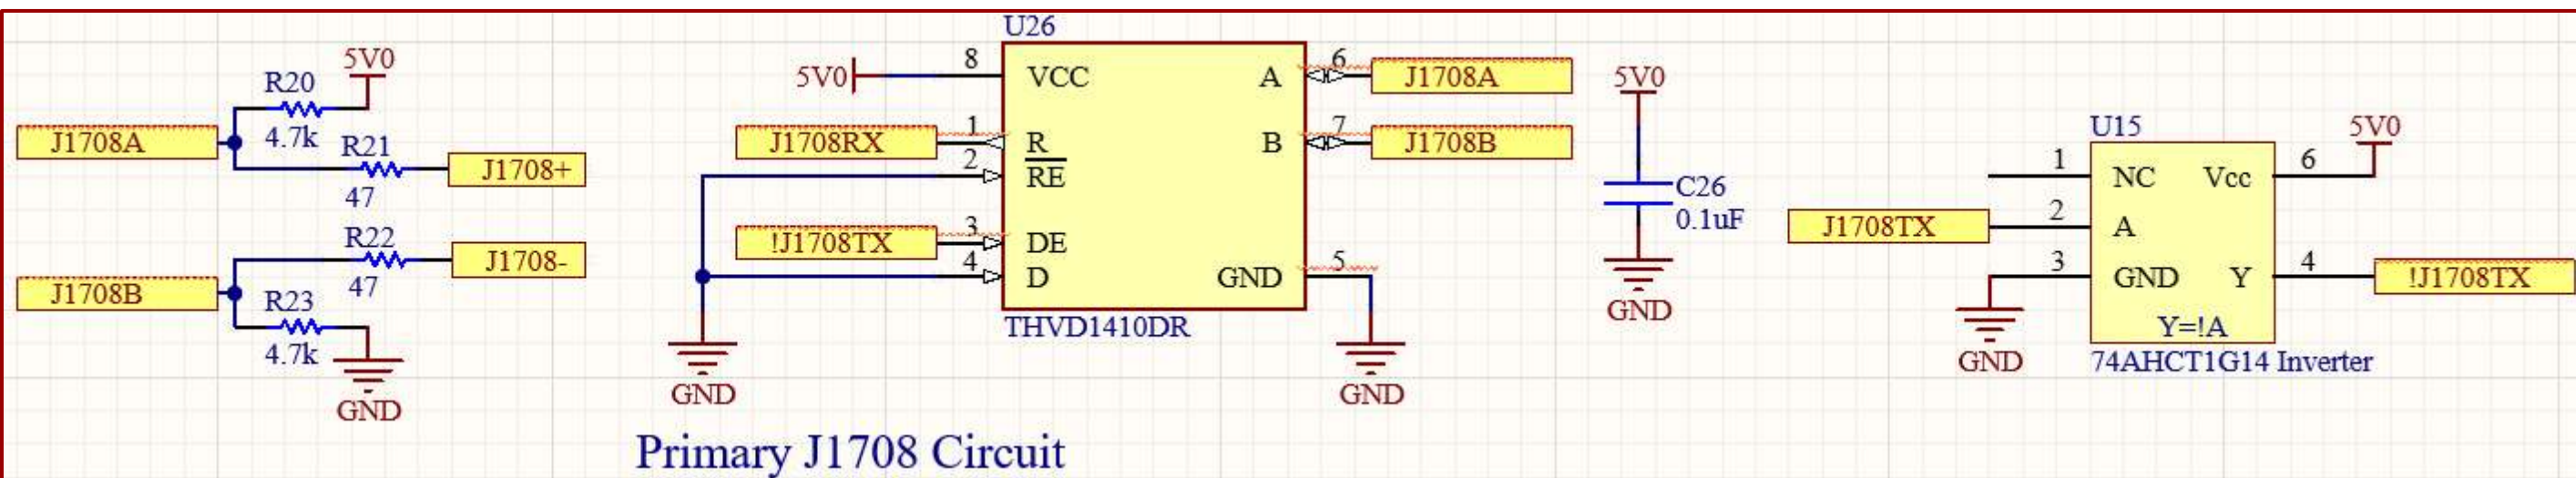 5V0
R20
4.7k
J1708A
R21
47
J1708+
R22
47
J1708-
J1708B
R23
4.7k
GND
U26
5V0
8
VCC
A
6
J1708A
J1708RX
1
R
B
7
J1708B
2
RE
!J1708TX
3
DE
4
D
GND
5
THVD1410DR
GND
GND
5V0
C26
0.1uF
GND
U15
5V0
1
NC
Vcc
6
J1708TX
2
A
3
GND
Y
4
!J1708TX
Y=!A
GND
74AHCT1G14 Inverter
Primary J1708 Circuit